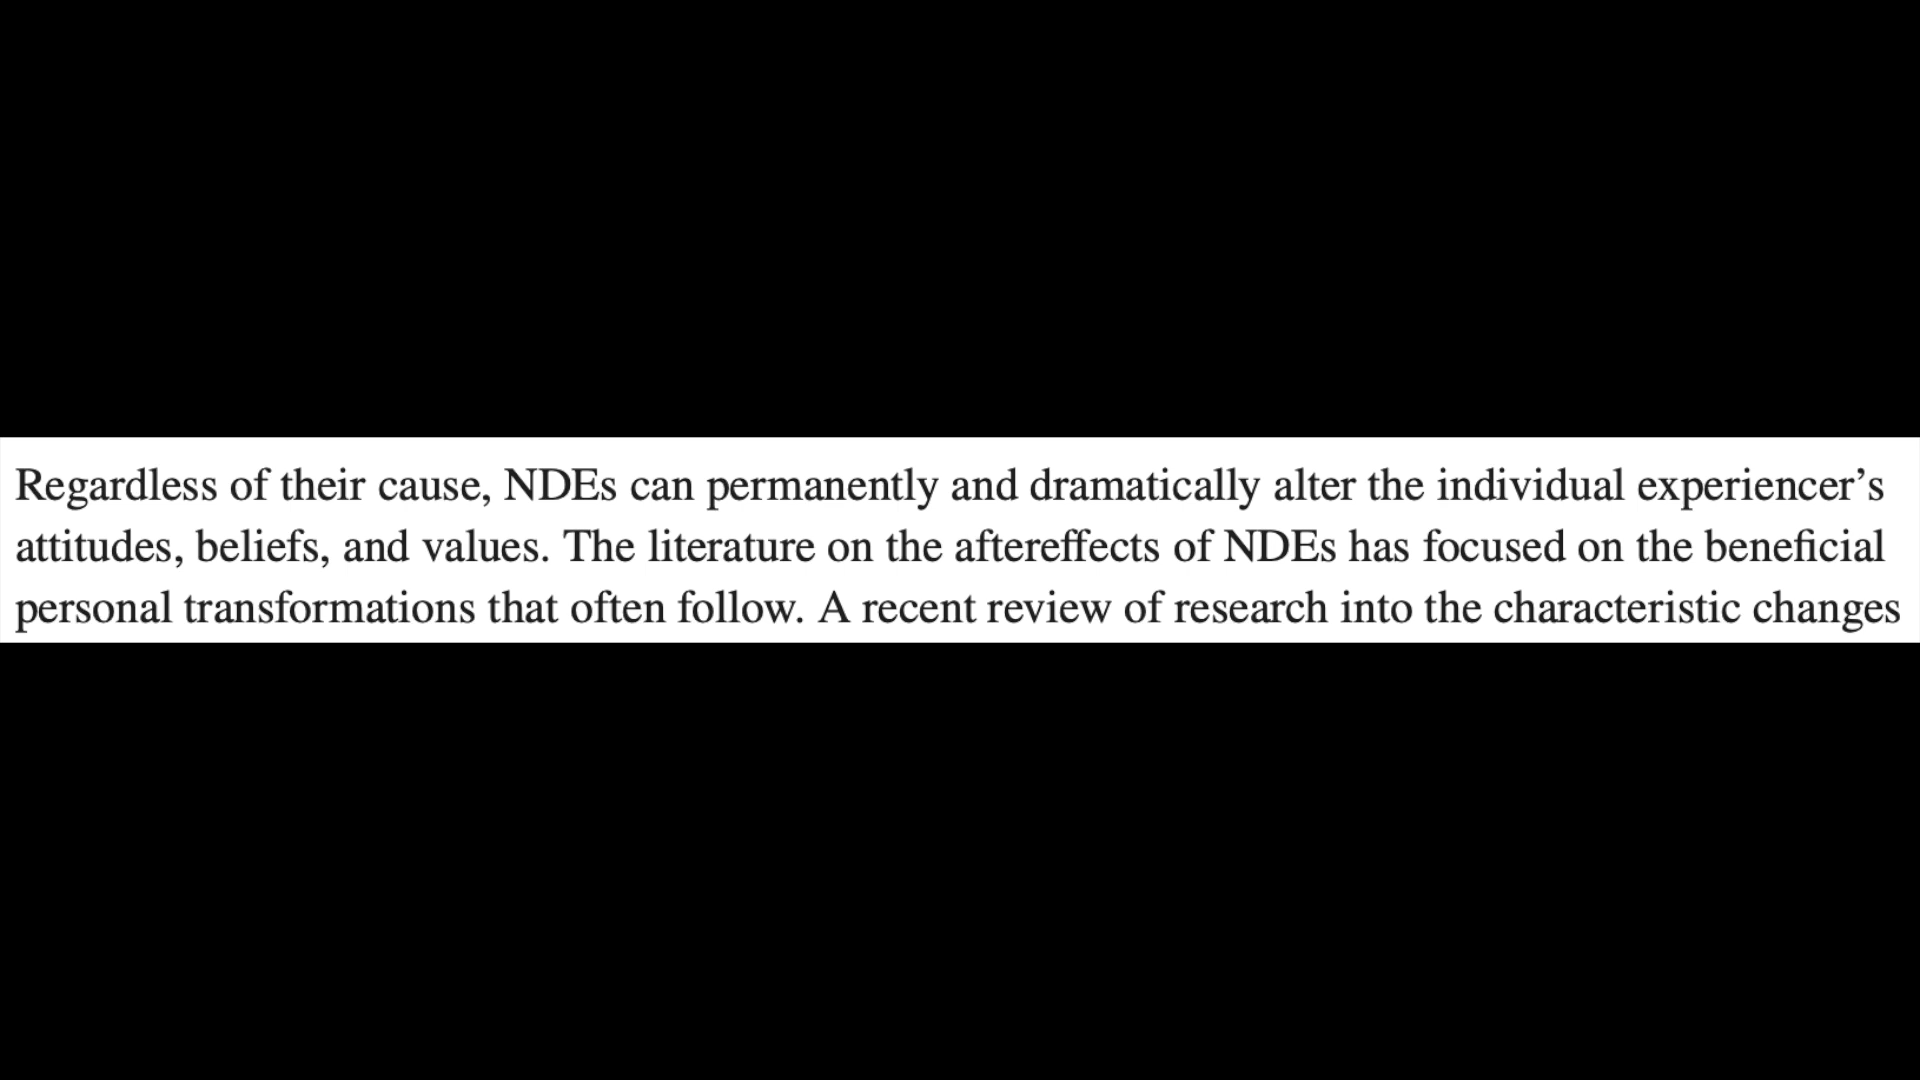 Regardless of their cause, NDEs can permanently and dramatically alter the individual experiencer’s
attitudes, beliefs, and values. The literature on the aftereffects of NDEs has focused on the beneficial
personal transformations that often follow. A recent review of research into the characteristic changes